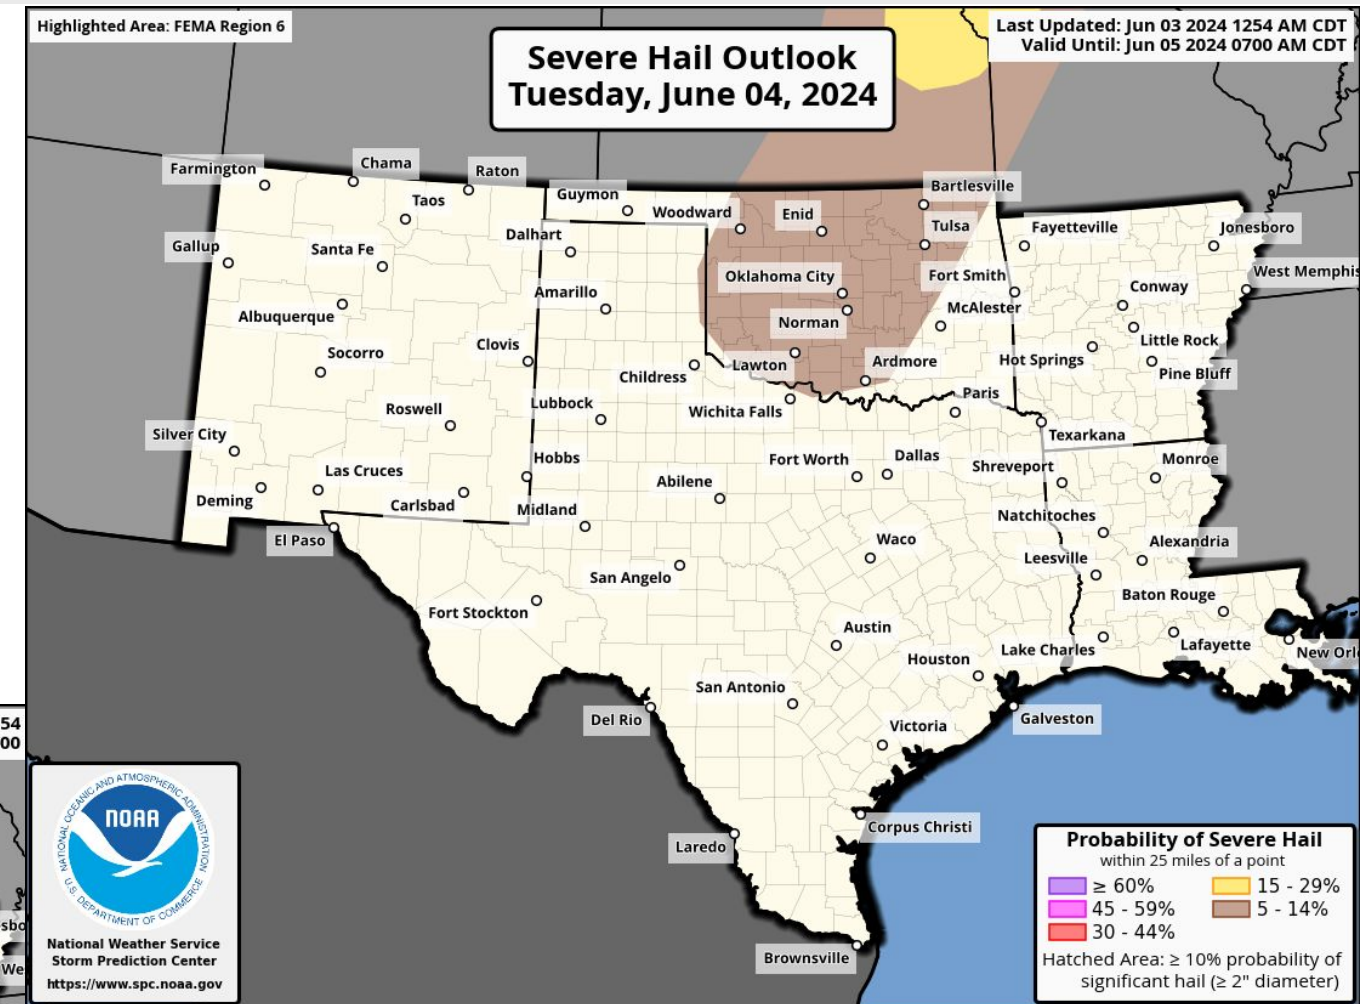 Highlighted Area: FEMA Region 6
Severe Hail Outlook
Tuesday, June 04, 2024
Last Updated: Jun 03 2024 1254 AM CDT
Valid Until: Jun 05 2024 0700 AM CDT
Farmington
Chama
Raton
Taos
Guymon
Woodward
Enid
Bartlesville
Tulsa
Fayetteville
Jonesboro
Gallup
Santa Fe
Dalhart
Oklahoma City
Fort Smith
West Memphis
Amarillo
Conway
Albuquerque
Norman
McAlester
Little Rock
Socorro
Clovis
Childress
Lawton
Ardmore
Hot Springs
Pine Bluff
Roswell
Lubbock
Wichita Falls
Paris
Silver City
Texarkana
Las Cruces
Hobbs
Fort Worth
Dallas
Shreveport
Monroe
Deming
Carlsbad
Midland
Abilene
Natchitoches
El Paso
Waco
Leesville
Alexandria
San Angelo
Fort Stockton
Baton Rouge
Austin
Houston
Lake Charles
Lafayette
New Orl
San Antonio
Del Rio
Victoria
Galveston
54
00
Corpus Christi
Laredo
Brownsville
sbo
We
NATIONAL OCEANIC AND ATMOSPHERIC ADMINISTRATION
NOAA
U.S. DEPARTMENT OF COMMERCE
National Weather Service
Storm Prediction Center
https://www.spc.noaa.gov
Probability of Severe Hail
within 25 miles of a point
≥ 60%
15 - 29%
45 - 59%
5 - 14%
30 - 44%
Hatched Area: ≥ 10% probability of
significant hail (≥ 2" diameter)